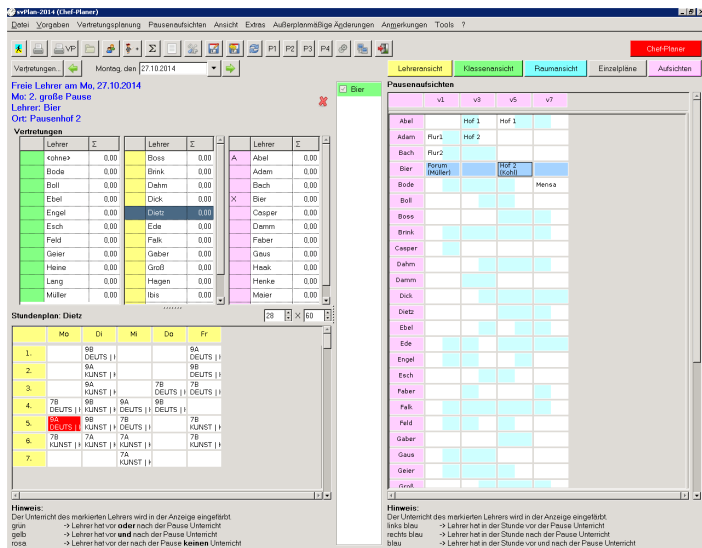 svPlan-2014 (Chef-Planer)
Datei Vorgaben Vertretungsplanung Pausenaufsichten Ansicht Extras Außerplanmäßige Änderungen Anmerkungen Tools ?
VP Σ P1 P2 P3 P4 Chef-Planer
Vertretungen... Montag, den 27.10.2014 Lehreransicht Klassenansicht Raumansicht Einzelpläne Aufsichten
Freie Lehrer am Mo, 27.10.2014
Mo: 2. große Pause
Lehrer: Bier
Ort: Pausenhof 2
Vertretungen
Lehrer Σ Lehrer Σ Lehrer Σ
<ohne> 0,00 Boss 0,00 A Abel 0,00
Bode 0,00 Brink 0,00 Adam 0,00
Boll 0,00 Dahm 0,00 Bach 0,00
Ebel 0,00 Dick 0,00 X Bier 0,00
Engel 0,00 Dietz 0,00 Casper 0,00
Esch 0,00 Ede 0,00 Damm 0,00
Feld 0,00 Falk 0,00 Faber 0,00
Geier 0,00 Gaber 0,00 Gaus 0,00
Heine 0,00 Groß 0,00 Haak 0,00
Lang 0,00 Hagen 0,00 Henke 0,00
Müller 0,00 Ibis 0,00 Maier 0,00
Stundenplan: Dietz 28 X 60
Mo Di Mi Do Fr
1. 9B 9A
DEUTS | DEUTS |
2. 9A 9B
KUNST | DEUTS |
3. 9A 7B 7B
KUNST | DEUTS | DEUTS |
4. 7B 9B 9A 9B
DEUTS | KUNST | DEUTS | DEUTS |
5. 9A 9B 7B 7B
DEUTS | KUNST | DEUTS | KUNST |
6. 7B 7A 7A 7B
KUNST | KUNST | KUNST | KUNST |
7. 7A
KUNST |
Hinweis:
Der Unterricht des markierten Lehrers wird in der Anzeige eingefärbt.
grün -> Lehrer hat vor oder nach der Pause Unterricht
gelb -> Lehrer hat vor und nach der Pause Unterricht
rosa -> Lehrer hat vor der nach der Pause keinen Unterricht
Bier
Pausenaufsichten
v1 v3 v5 v7
Abel Hof 1 Hof 1
Adam Flur1 Hof 2
Bach Flur2
Bier Forum (Müller) Hof 2 (Kohl)
Bode Mensa
Boll
Boss
Brink
Casper
Dahm
Damm
Dick
Dietz
Ebel
Ede
Engel
Esch
Faber
Falk
Feld
Gaber
Gaus
Geier
Groß
Hinweis:
Der Unterricht des markierten Lehrers wird in der Anzeige eingefärbt.
links blau -> Lehrer hat in der Stunde vor der Pause Unterricht
rechts blau -> Lehrer hat in der Stunde nach der Pause Unterricht
blau -> Lehrer hat in der Stunde vor und nach der Pause Unterricht